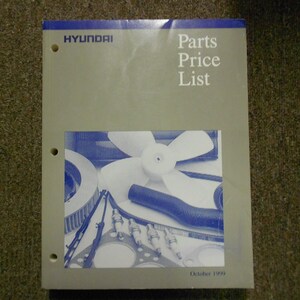 HYUNDAI
Parts
Price
List
October 1999